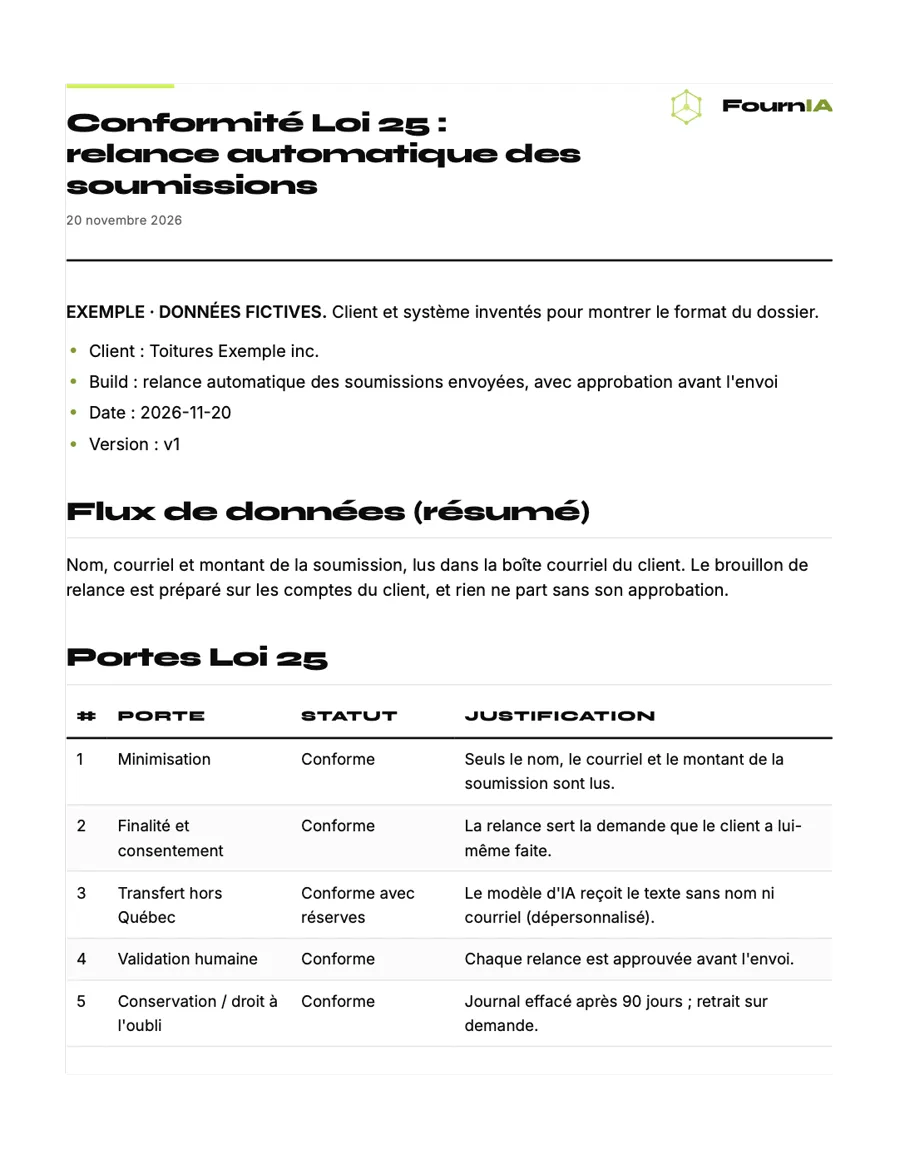 Conformité Loi 25 :
relance automatique des
soumissions
FournIA
20 novembre 2026
EXEMPLE · DONNÉES FICTIVES. Client et système inventés pour montrer le format du dossier.
• Client : Toitures Exemple inc.
• Build : relance automatique des soumissions envoyées, avec approbation avant l'envoi
• Date : 2026-11-20
• Version : v1
Flux de données (résumé)
Nom, courriel et montant de la soumission, lus dans la boîte courriel du client. Le brouillon de
relance est préparé sur les comptes du client, et rien ne part sans son approbation.
Portes Loi 25
# PORTE STATUT JUSTIFICATION
1 Minimisation Conforme Seuls le nom, le courriel et le montant de la
soumission sont lus.
2 Finalité et Conforme La relance sert la demande que le client a lui-
consentement même faite.
3 Transfert hors Conforme avec Le modèle d'IA reçoit le texte sans nom ni
Québec réserves courriel (dépersonnalisé).
4 Validation humaine Conforme Chaque relance est approuvée avant l'envoi.
5 Conservation / droit à Conforme Journal effacé après 90 jours ; retrait sur
l'oubli demande.